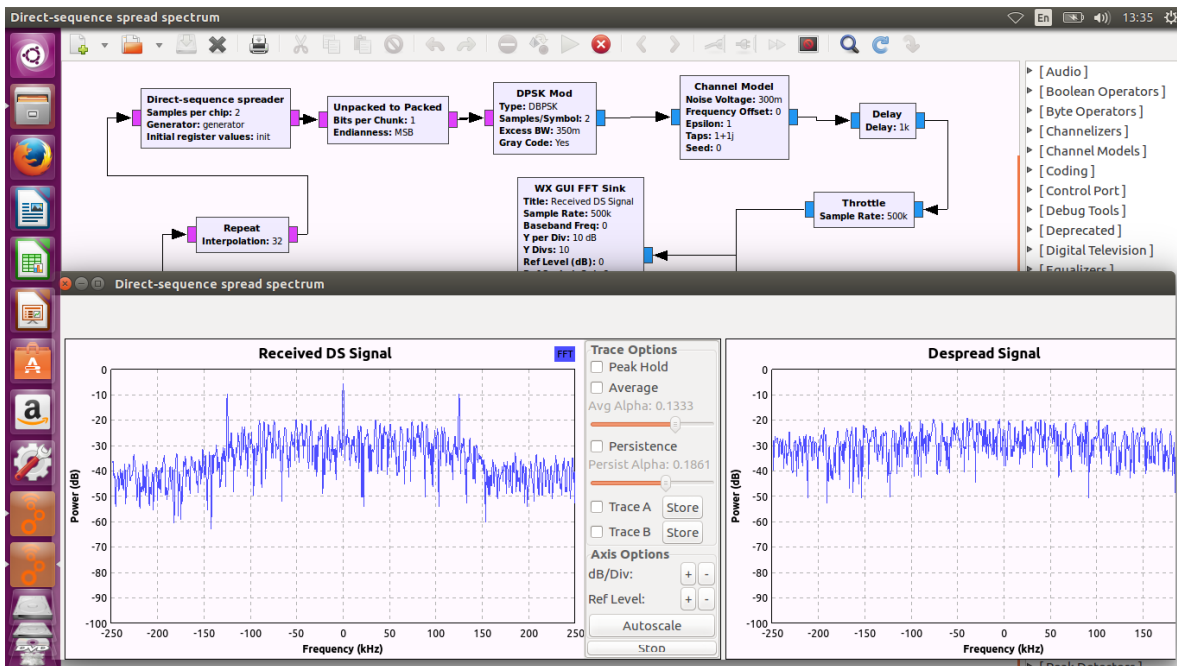 Direct-sequence spread spectrum
En
13:35
Direct-sequence spreader
Samples per chip: 2
Generator: generator
Initial register values: init
Unpacked to Packed
Bits per Chunk: 1
Endianness: MSB
DPSK Mod
Type: DBPSK
Samples/Symbol: 2
Excess BW: 350m
Gray Code: Yes
Channel Model
Noise Voltage: 300m
Frequency Offset: 0
Epsilon: 1
Taps: 1+1j
Seed: 0
Delay
Delay: 1k
Repeat
Interpolation: 32
WX GUI FFT Sink
Title: Received DS Signal
Sample Rate: 500k
Baseband Freq: 0
Y per Div: 10 dB
Y Divs: 10
Ref Level (dB): 0
Throttle
Sample Rate: 500k
[ Audio ]
[ Boolean Operators ]
[ Byte Operators ]
[ Channelizers ]
[ Channel Models ]
[ Coding ]
[ Control Port ]
[ Debug Tools ]
[ Deprecated ]
[ Digital Television ]
[ Equalizers ]
Direct-sequence spread spectrum
Received DS Signal
FFT
0
-10
-20
-30
-40
-50
-60
-70
-80
-90
-100
Power (dB)
-250 -200 -150 -100 -50 0 50 100 150 200 250
Frequency (kHz)
Trace Options
Peak Hold
Average
Avg Alpha: 0.1333
Persistence
Persist Alpha: 0.1861
Trace A Store
Trace B Store
Axis Options
dB/Div: + -
Ref Level: + -
Autoscale
Stop
Despread Signal
0
-10
-20
-30
-40
-50
-60
-70
-80
-90
-100
Power (dB)
-250 -200 -150 -100 -50 0 50 100 150
Frequency (kHz)